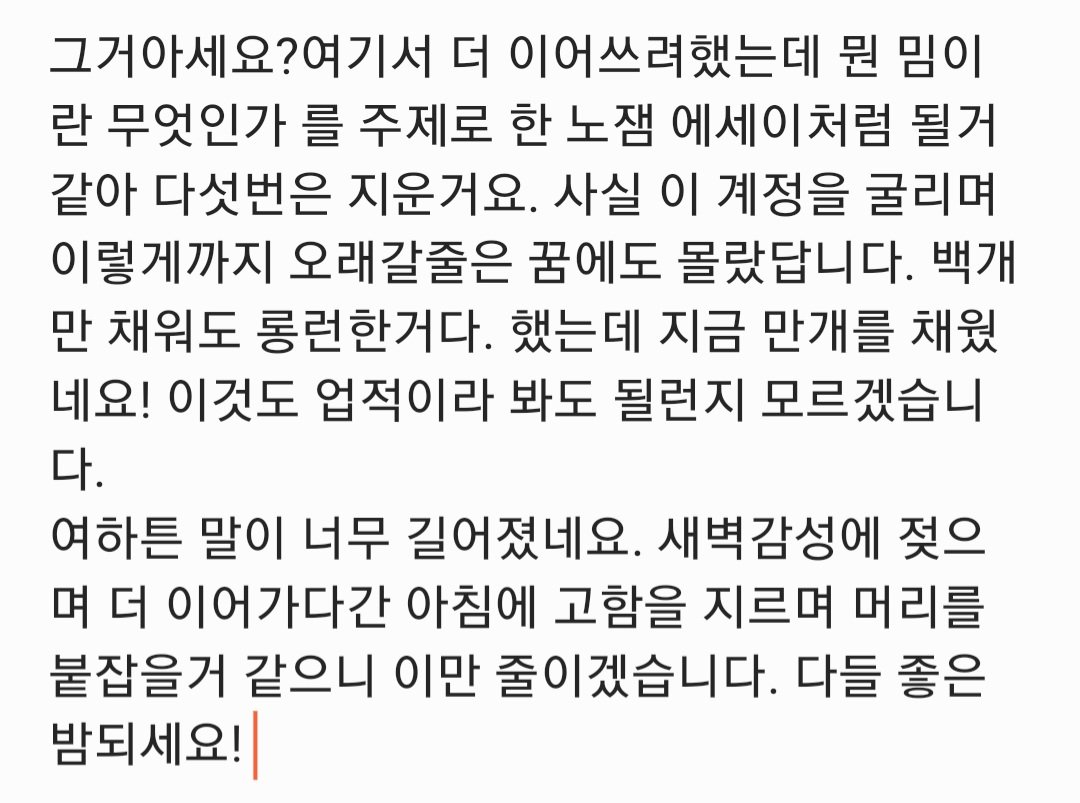 그거아세요?여기서 더 이어쓰려했는데 뭔 밈이
란 무엇인가 를 주제로 한 노잼 에세이처럼 될거
같아 다섯번은 지운거요. 사실 이 계정을 굴리며
이렇게까지 오래갈줄은 꿈에도 몰랐답니다. 백개
만 채워도 롱런한거다. 했는데 지금 만개를 채웠
네요! 이것도 업적이라 봐도 될런지 모르겠습니
다.
여하튼 말이 너무 길어졌네요. 새벽감성에 젖으
며 더 이어가다간 아침에 고함을 지르며 머리를
붙잡을거 같으니 이만 줄이겠습니다. 다들 좋은
밤되세요!